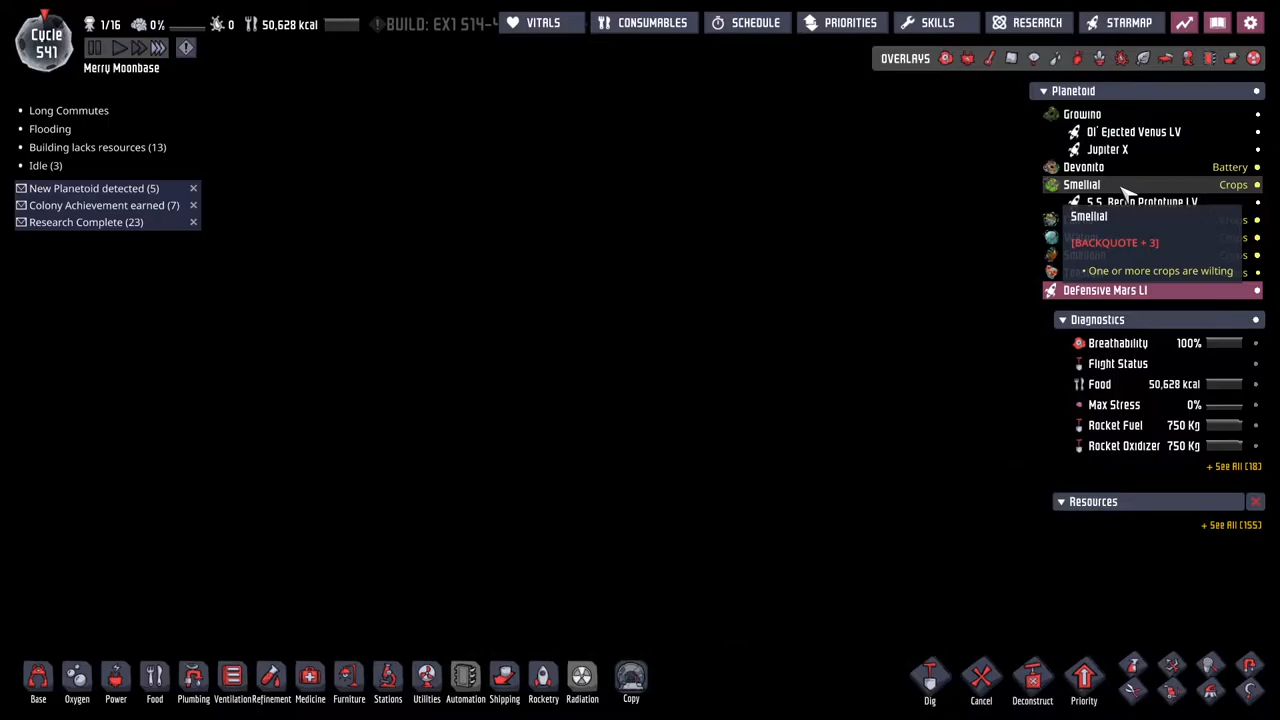 Cycle 541
1/16 0% 0 50,628 kcal BUILD: EX1 S14-4
Merry Moonbase
VITALS CONSUMABLES SCHEDULE PRIORITIES SKILLS RESEARCH STARMAP
OVERLAYS
Long Commutes
Flooding
Building lacks resources (13)
Idle (3)
New Planetoid detected (5)
Colony Achievement earned (7)
Research Complete (23)
Planetoid
Growino
Ol' Ejected Venus LV
Jupiter X
Devonito Battery
Smellial Crops
S.S. Recon Prototype LV
Smellial
[BACKQUOTE + 3]
• One or more crops are wilting
Defensive Mars LI
Diagnostics
Breathability 100%
Flight Status
Food 50,628 kcal
Max Stress 0%
Rocket Fuel 750 Kg
Rocket Oxidizer 750 Kg
+ See All (18)
Resources
+ See All (155)
Base Oxygen Power Food Plumbing Ventilation Refinement Medicine Furniture Stations Utilities Automation Shipping Rocketry Radiation Copy
Dig Cancel Deconstruct Priority